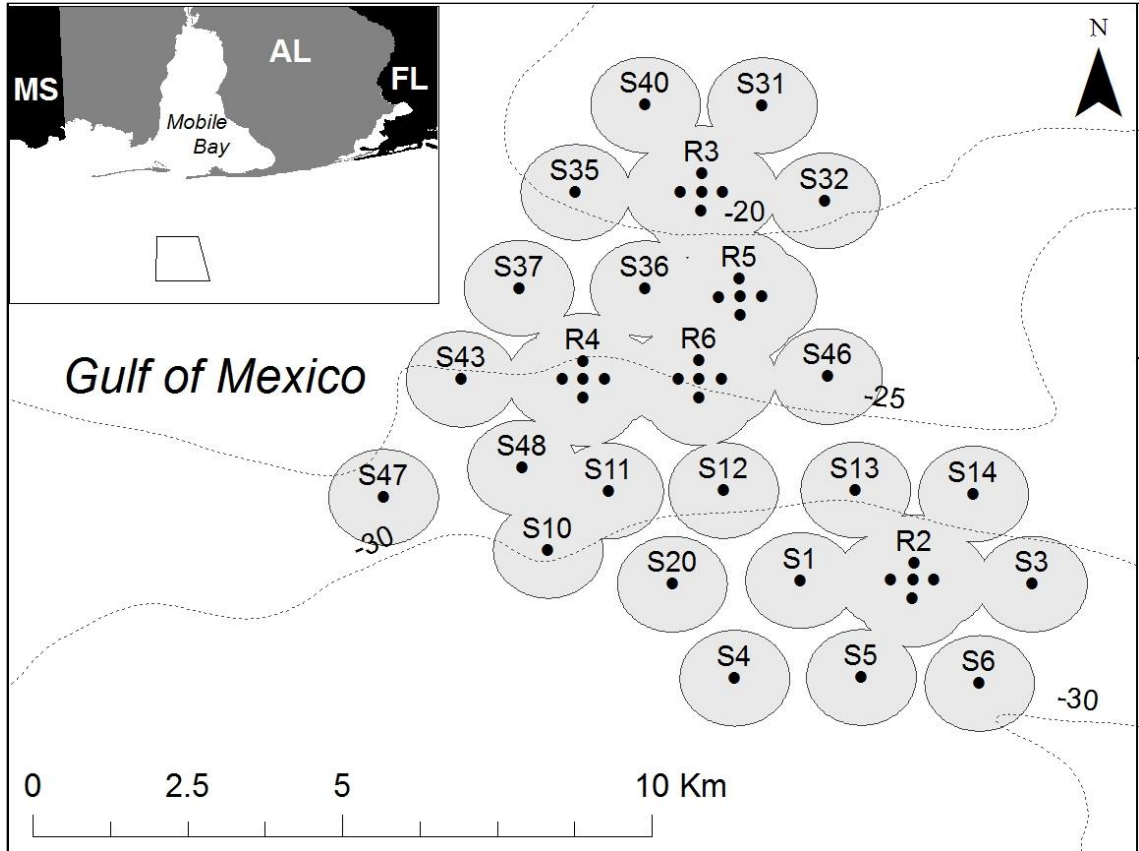 MS
AL
FL
Mobile
Bay
N
S40
S31
R3
S35
S32
-20
R5
S37
S36
R4
R6
Gulf of Mexico
S43
S46
-25
S48
S47
S11
S12
S13
S14
-30
S10
R2
S20
S1
S3
S4
S5
S6
-30
0 2.5 5 10 Km